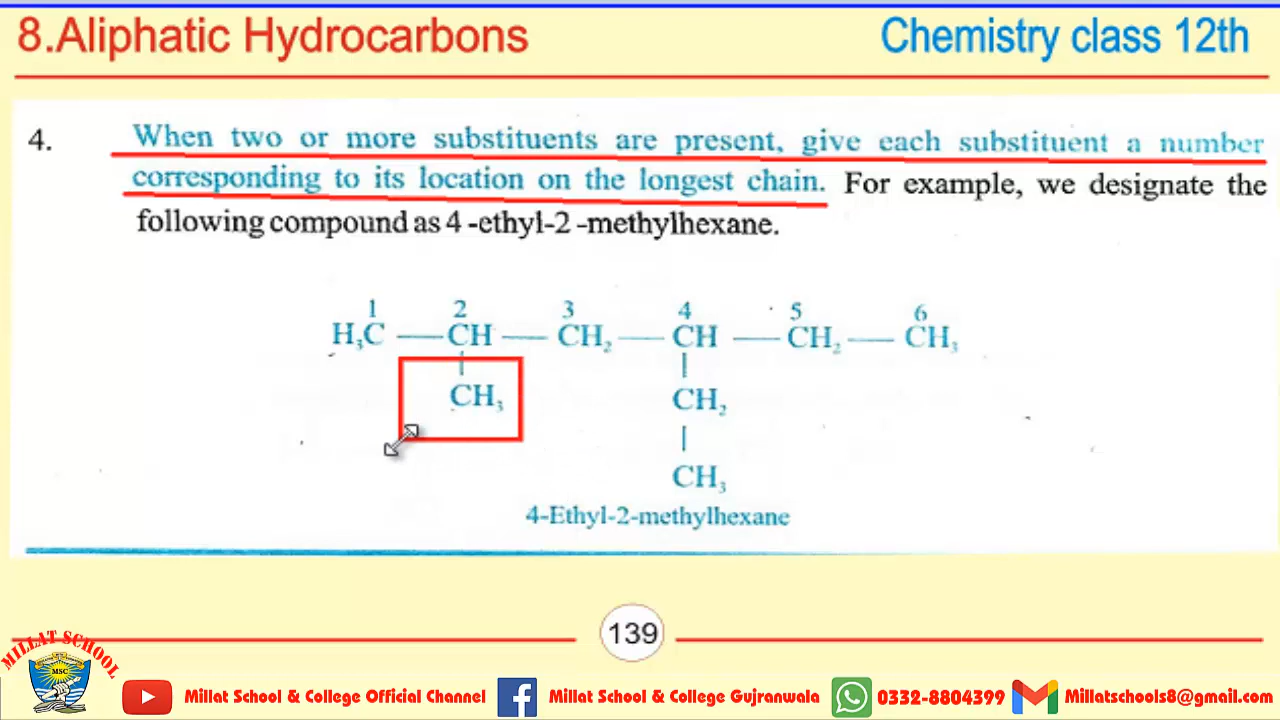 8.Aliphatic Hydrocarbons
Chemistry class 12th
4. When two or more substituents are present, give each substituent a number
corresponding to its location on the longest chain. For example, we designate the
following compound as 4 -ethyl-2 -methylhexane.
1 2 3 4 5 6
H₃C — CH — CH₂ — CH — CH₂ — CH₃
| |
CH₃ CH₂
|
CH₃
4-Ethyl-2-methylhexane
139
MILLAT SCHOOL
MSC
Millat School & College Official Channel
Millat School & College Gujranwala
0332-8804399
Millatschools8@gmail.com